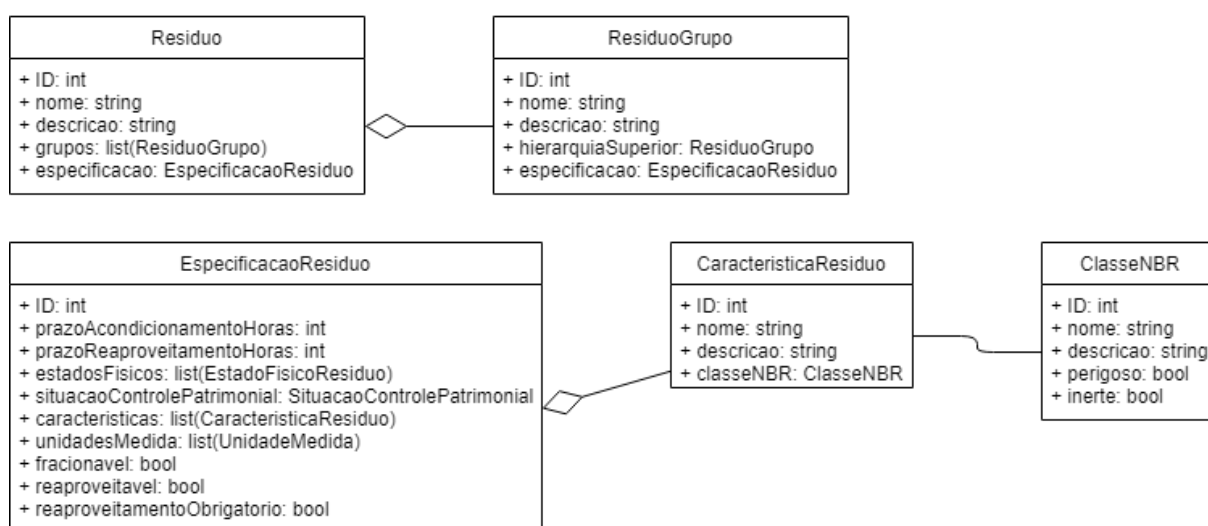 Residuo
+ ID: int
+ nome: string
+ descricao: string
+ grupos: list(ResiduoGrupo)
+ especificacao: EspecificacaoResiduo
ResiduoGrupo
+ ID: int
+ nome: string
+ descricao: string
+ hierarquiaSuperior: ResiduoGrupo
+ especificacao: EspecificacaoResiduo
EspecificacaoResiduo
+ ID: int
+ prazoAcondicionamentoHoras: int
+ prazoReaproveitamentoHoras: int
+ estadosFisicos: list(EstadoFisicoResiduo)
+ situacaoControlePatrimonial: SituacaoControlePatrimonial
+ caracteristicas: list(CaracteristicaResiduo)
+ unidadesMedida: list(UnidadeMedida)
+ fracionavel: bool
+ reaproveitavel: bool
+ reaproveitamentoObrigatorio: bool
CaracteristicaResiduo
+ ID: int
+ nome: string
+ descricao: string
+ classeNBR: ClasseNBR
ClasseNBR
+ ID: int
+ nome: string
+ descricao: string
+ perigoso: bool
+ inerte: bool